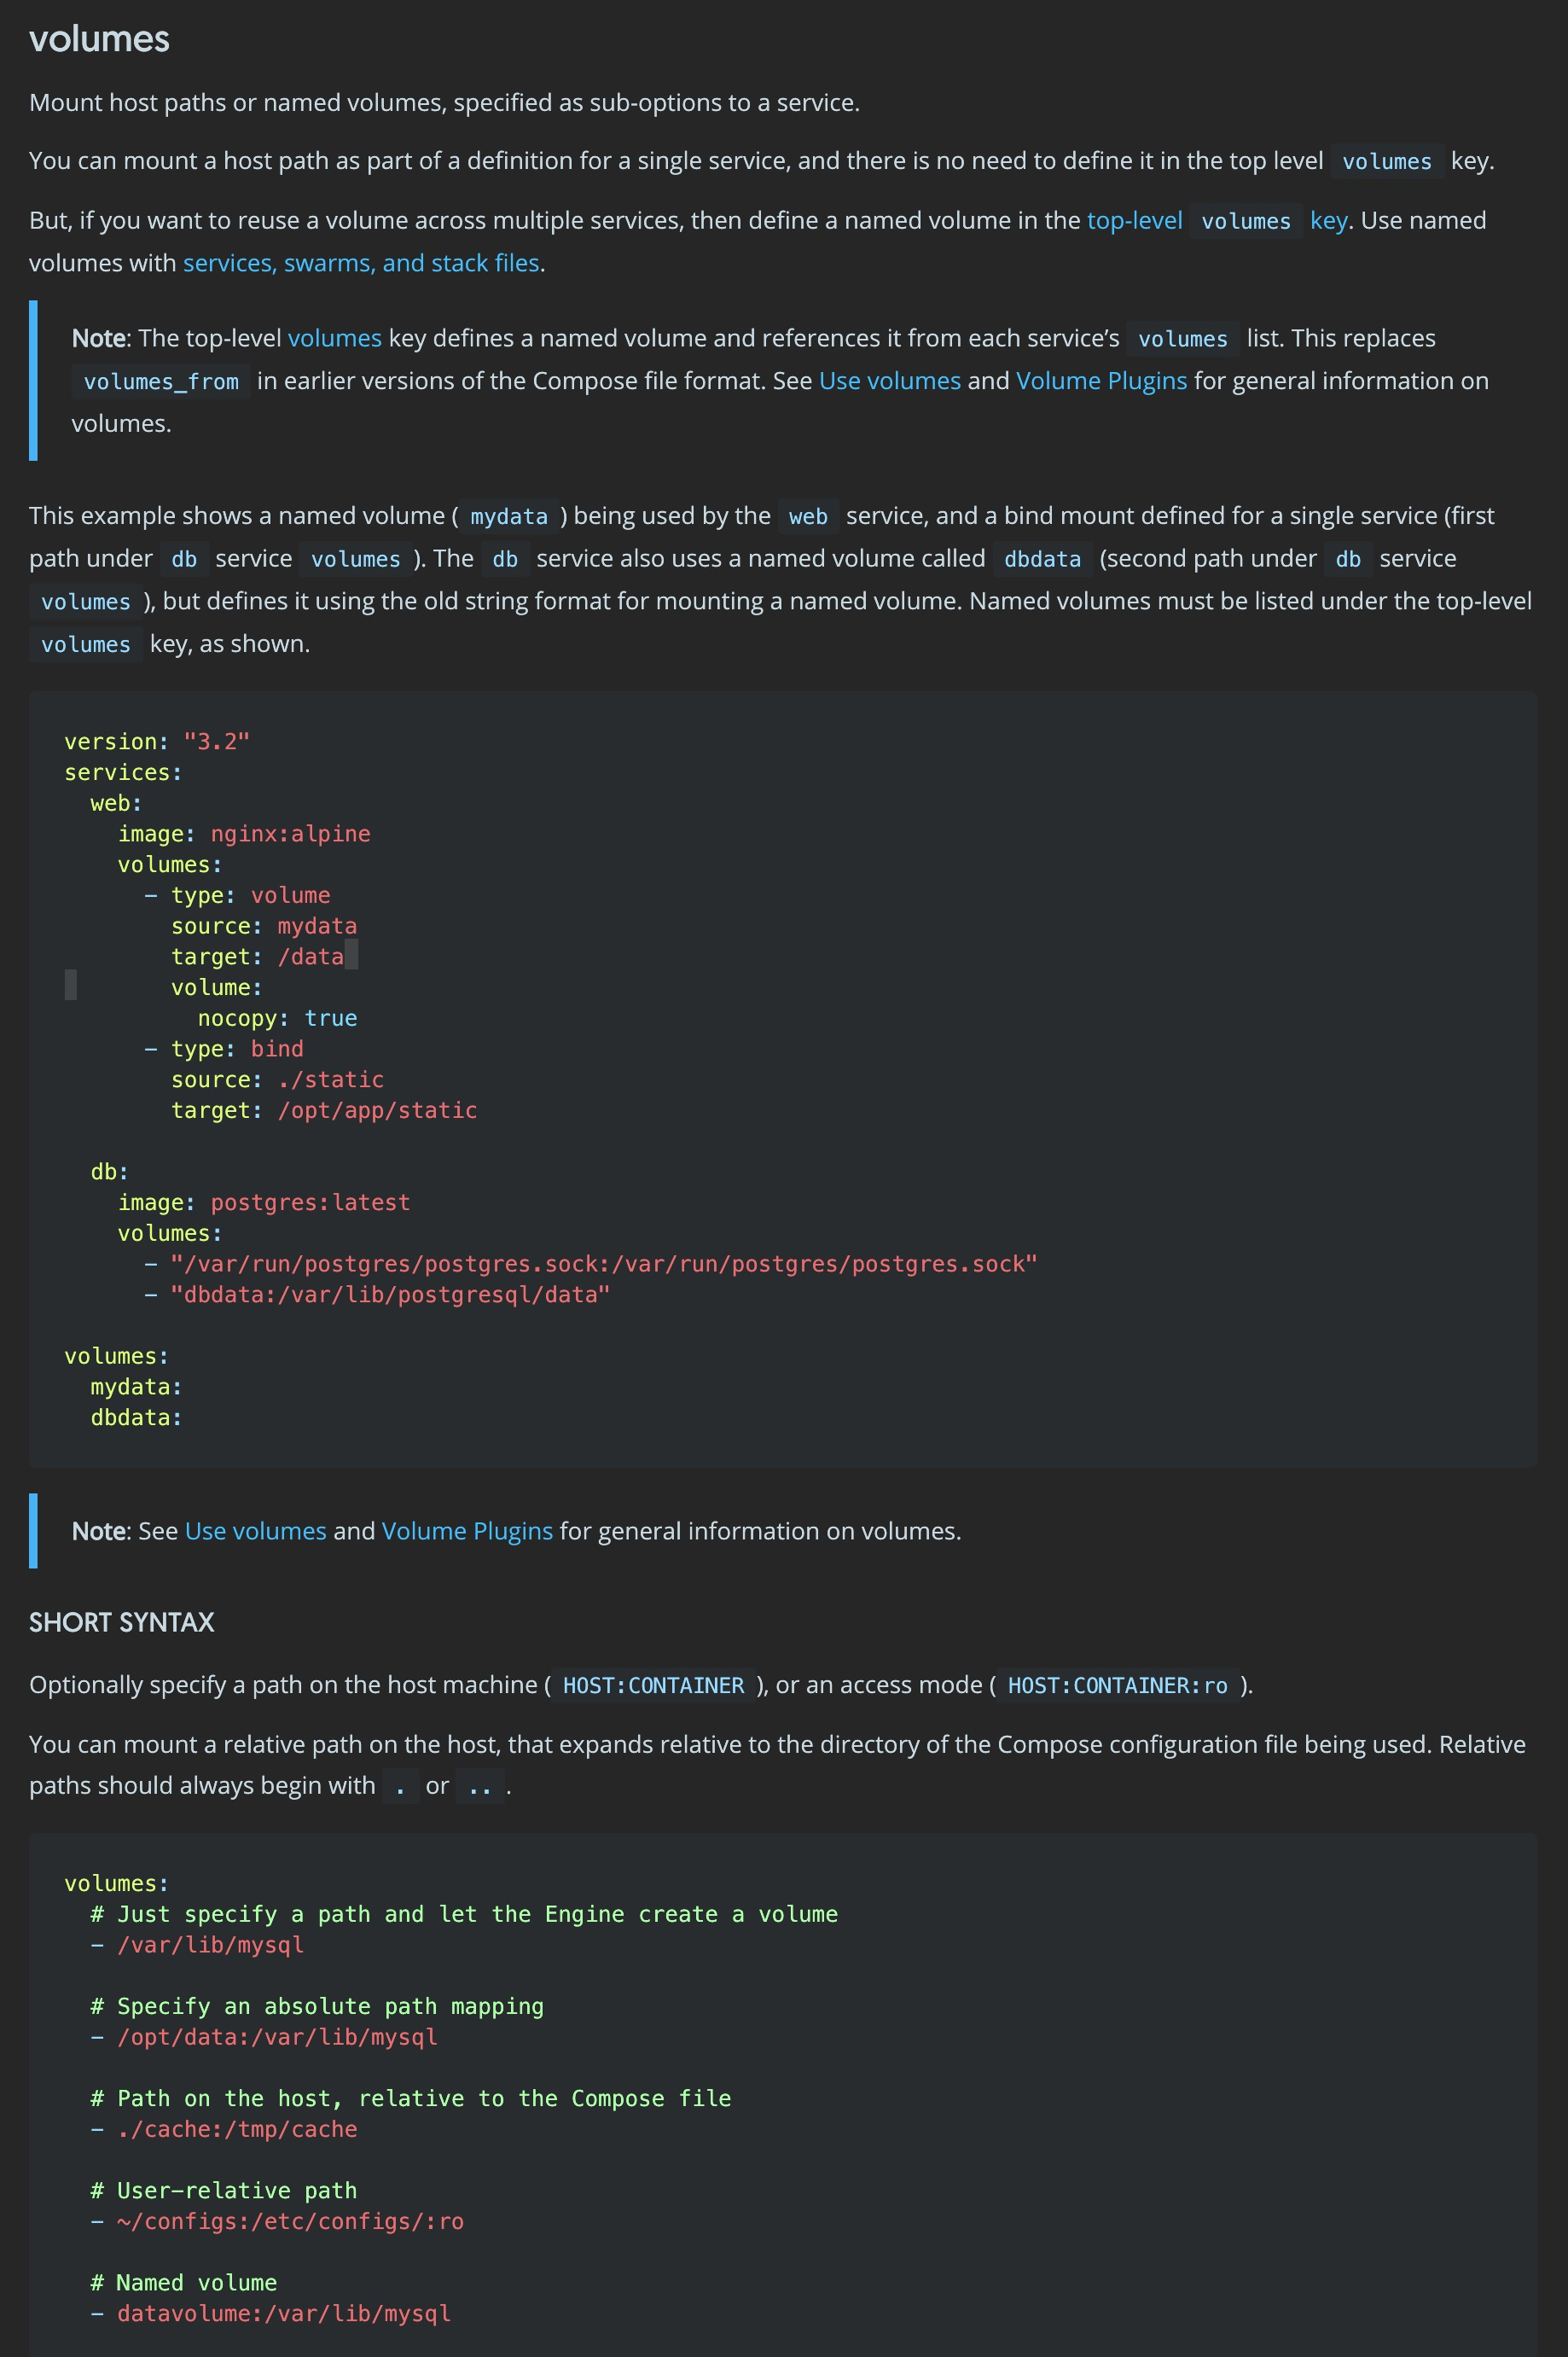 volumes
Mount host paths or named volumes, specified as sub-options to a service.
You can mount a host path as part of a definition for a single service, and there is no need to define it in the top level volumes key.
But, if you want to reuse a volume across multiple services, then define a named volume in the top-level volumes key. Use named
volumes with services, swarms, and stack files.
Note: The top-level volumes key defines a named volume and references it from each service’s volumes list. This replaces
volumes_from in earlier versions of the Compose file format. See Use volumes and Volume Plugins for general information on
volumes.
This example shows a named volume ( mydata ) being used by the web service, and a bind mount defined for a single service (first
path under db service volumes ). The db service also uses a named volume called dbdata (second path under db service
volumes ), but defines it using the old string format for mounting a named volume. Named volumes must be listed under the top-level
volumes key, as shown.
version: "3.2"
services:
  web:
    image: nginx:alpine
    volumes:
      - type: volume
        source: mydata
        target: /data
        volume:
          nocopy: true
      - type: bind
        source: ./static
        target: /opt/app/static
  db:
    image: postgres:latest
    volumes:
      - "/var/run/postgres/postgres.sock:/var/run/postgres/postgres.sock"
      - "dbdata:/var/lib/postgresql/data"
volumes:
  mydata:
  dbdata:
Note: See Use volumes and Volume Plugins for general information on volumes.
SHORT SYNTAX
Optionally specify a path on the host machine ( HOST:CONTAINER ), or an access mode ( HOST:CONTAINER:ro ).
You can mount a relative path on the host, that expands relative to the directory of the Compose configuration file being used. Relative
paths should always begin with . or .. .
volumes:
  # Just specify a path and let the Engine create a volume
  - /var/lib/mysql
  # Specify an absolute path mapping
  - /opt/data:/var/lib/mysql
  # Path on the host, relative to the Compose file
  - ./cache:/tmp/cache
  # User-relative path
  - ~/configs:/etc/configs/:ro
  # Named volume
  - datavolume:/var/lib/mysql